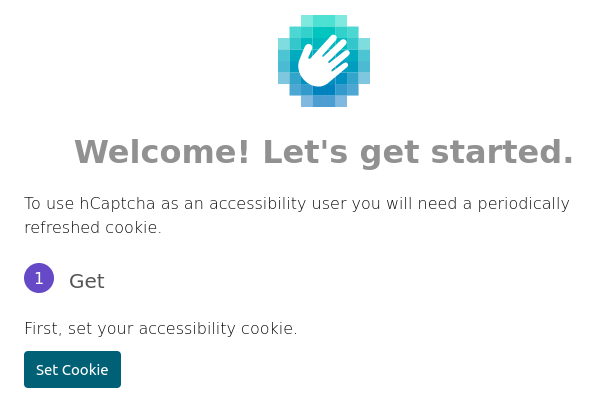 Welcome! Let's get started.
To use hCaptcha as an accessibility user you will need a periodically
refreshed cookie.
1 Get
First, set your accessibility cookie.
Set Cookie